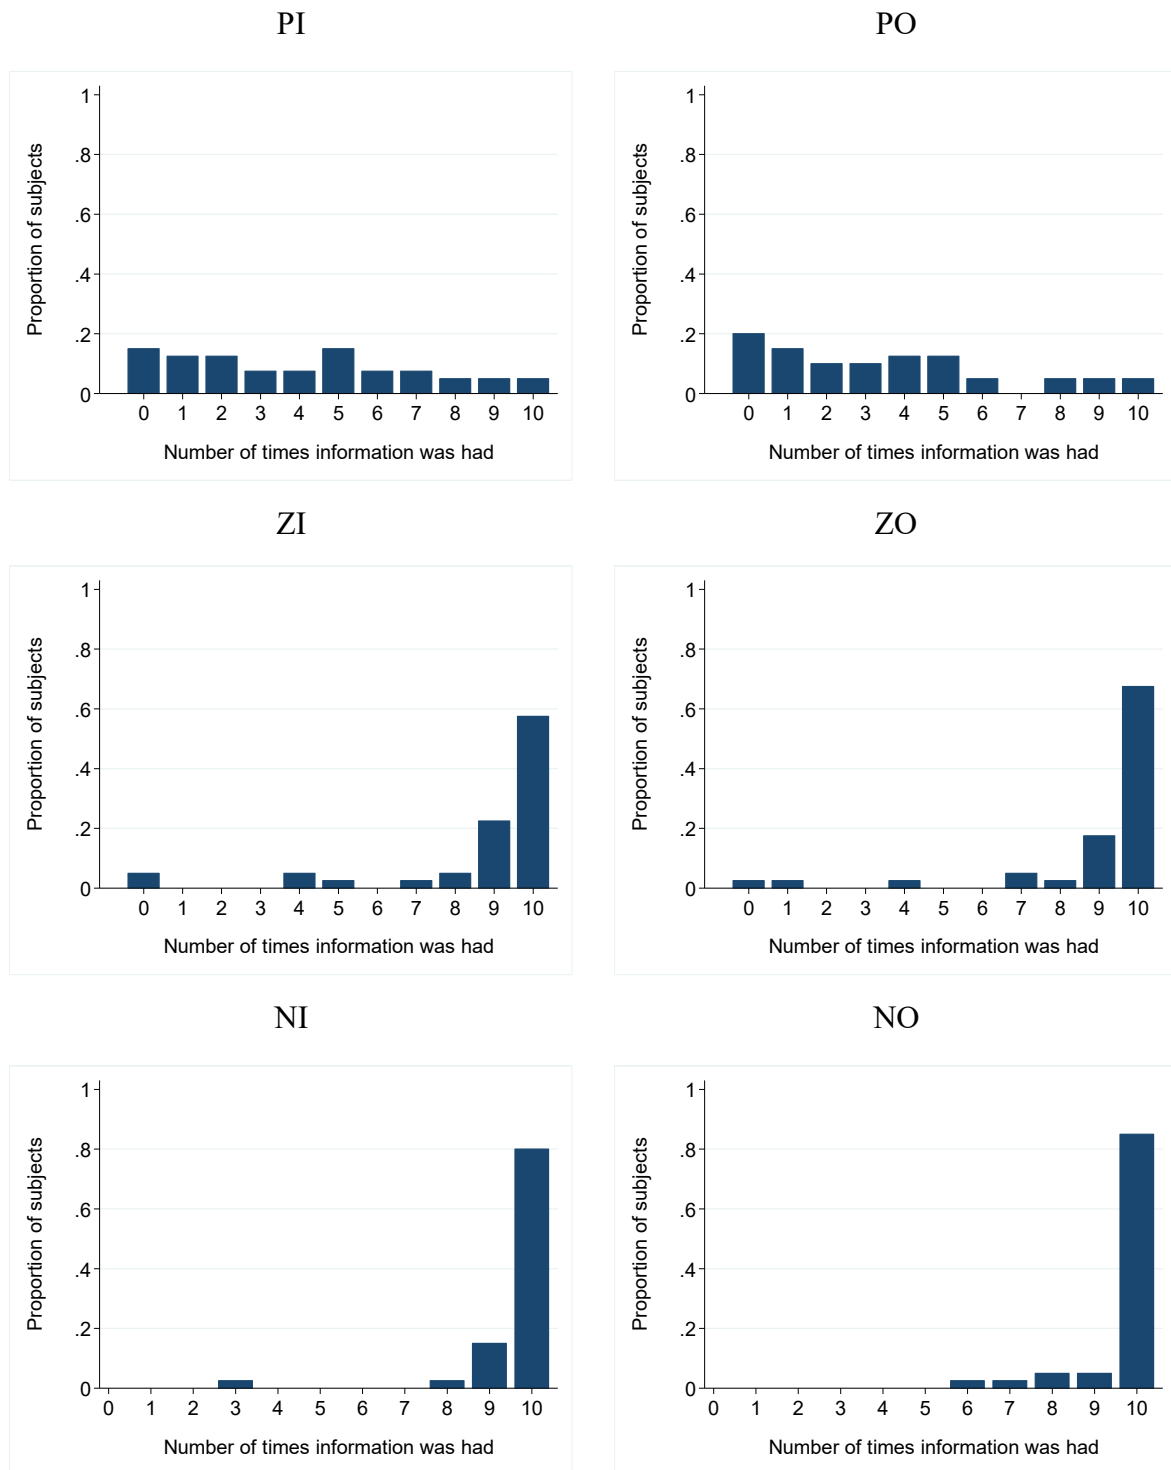 PI
1
.8
.6
.4
.2
0
Proportion of subjects
0 1 2 3 4 5 6 7 8 9 10
Number of times information was had
PO
1
.8
.6
.4
.2
0
Proportion of subjects
0 1 2 3 4 5 6 7 8 9 10
Number of times information was had
ZI
1
.8
.6
.4
.2
0
Proportion of subjects
0 1 2 3 4 5 6 7 8 9 10
Number of times information was had
ZO
1
.8
.6
.4
.2
0
Proportion of subjects
0 1 2 3 4 5 6 7 8 9 10
Number of times information was had
NI
1
.8
.6
.4
.2
0
Proportion of subjects
0 1 2 3 4 5 6 7 8 9 10
Number of times information was had
NO
1
.8
.6
.4
.2
0
Proportion of subjects
0 1 2 3 4 5 6 7 8 9 10
Number of times information was had